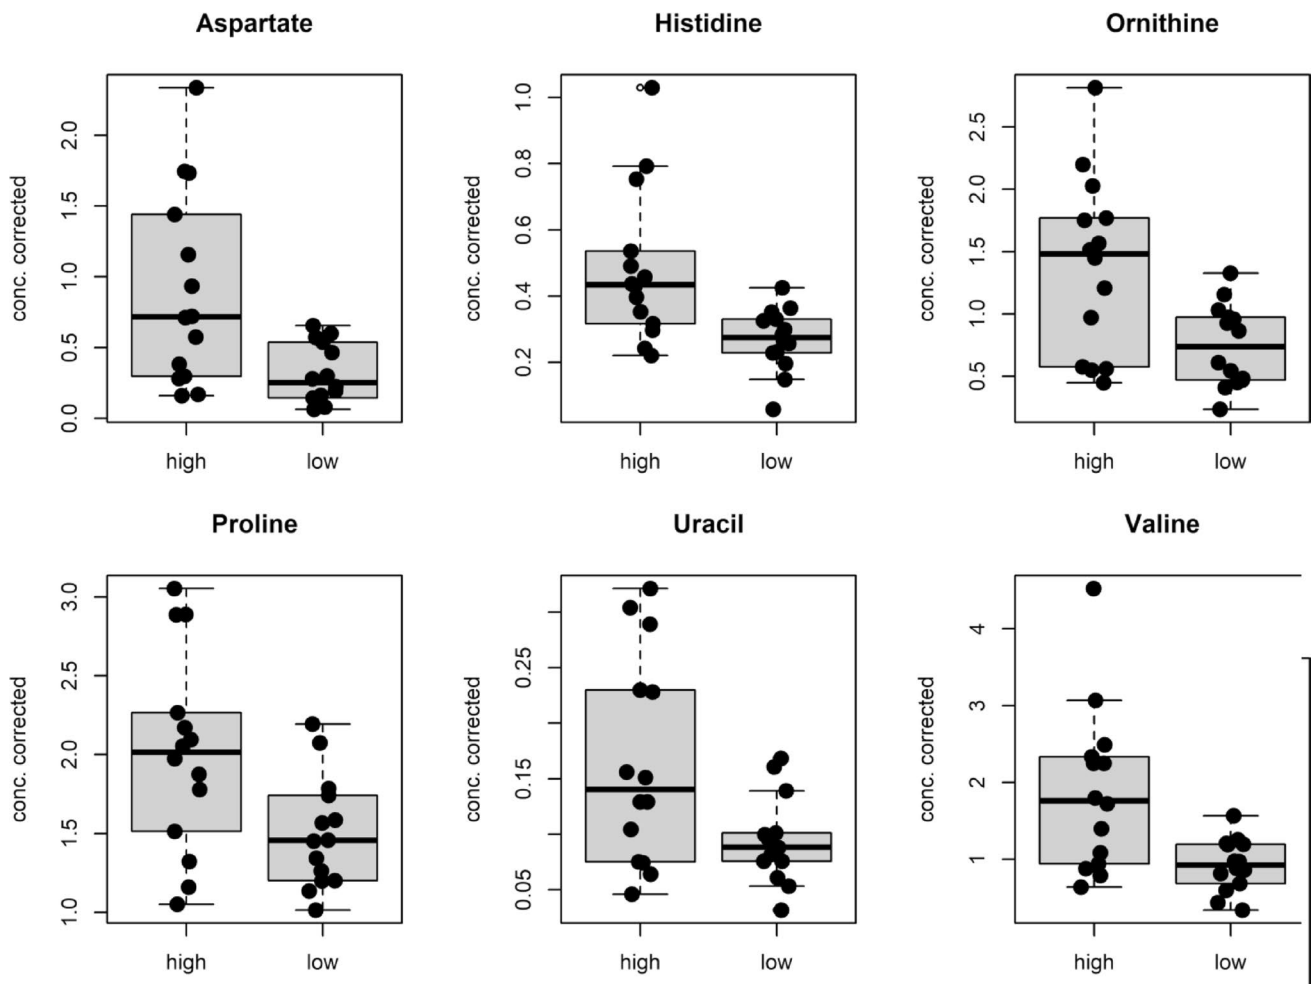 Aspartate
conc. corrected
2.0
1.5
1.0
0.5
0.0
high low
Histidine
conc. corrected
1.0
0.8
0.6
0.4
0.2
high low
Ornithine
conc. corrected
2.5
2.0
1.5
1.0
0.5
high low
Proline
conc. corrected
3.0
2.5
2.0
1.5
1.0
high low
Uracil
conc. corrected
0.25
0.15
0.05
high low
Valine
conc. corrected
4
3
2
1
high low